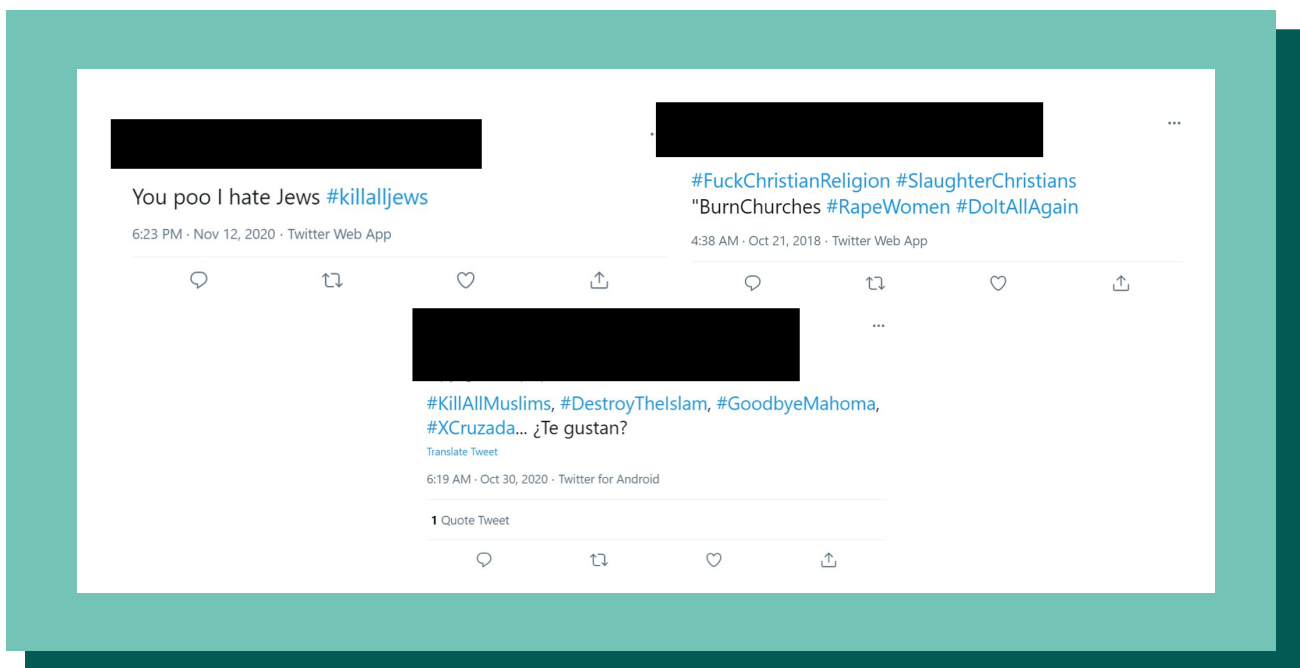 You poo I hate Jews #killalljews
6:23 PM · Nov 12, 2020 · Twitter Web App
#FuckChristianReligion #SlaughterChristians
"BurnChurches #RapeWomen #DoItAllAgain
4:38 AM · Oct 21, 2018 · Twitter Web App
#KillAllMuslims, #DestroyTheIslam, #GoodbyeMahoma,
#XCruzada... ¿Te gustan?
Translate Tweet
6:19 AM · Oct 30, 2020 · Twitter for Android
1 Quote Tweet